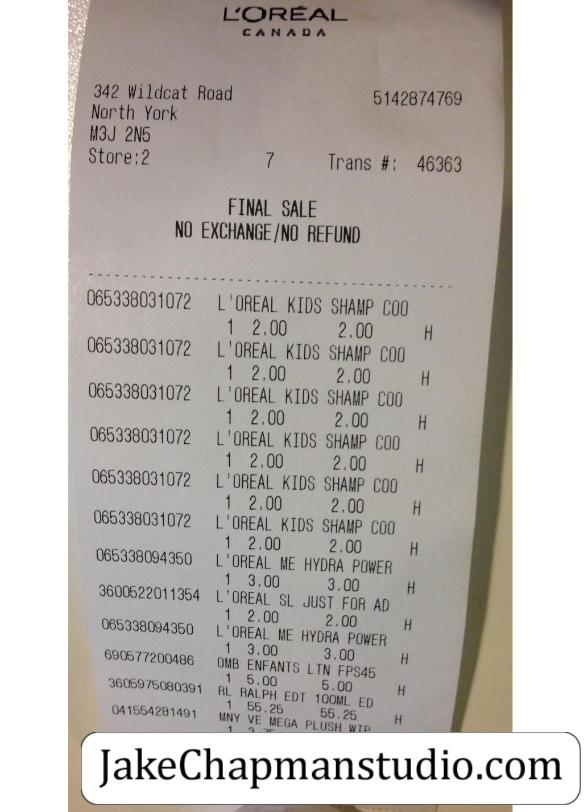 L'ORÉAL
CANADA
342 Wildcat Road 5142874769
North York
M3J 2N5
Store:2 7 Trans #: 46363
FINAL SALE
NO EXCHANGE/NO REFUND
065338031072 L'OREAL KIDS SHAMP COO
1 2.00 2.00 H
065338031072 L'OREAL KIDS SHAMP COO
1 2.00 2.00 H
065338031072 L'OREAL KIDS SHAMP COO
1 2.00 2.00 H
065338031072 L'OREAL KIDS SHAMP COO
1 2.00 2.00 H
065338031072 L'OREAL KIDS SHAMP COO
1 2.00 2.00 H
065338031072 L'OREAL KIDS SHAMP COO
1 2.00 2.00 H
065338094350 L'OREAL ME HYDRA POWER
1 3.00 3.00 H
3600522011354 L'OREAL SL JUST FOR AD
1 2.00 2.00 H
065338094350 L'OREAL ME HYDRA POWER
1 3.00 3.00 H
690577200486 OMB ENFANTS LTN FPS45
1 5.00 5.00 H
3605975080391 RL RALPH EDT 100ML ED
1 55.25 55.25 H
041554281491 MNY VE MEGA PLUSH WTP
JakeChapmanstudio.com